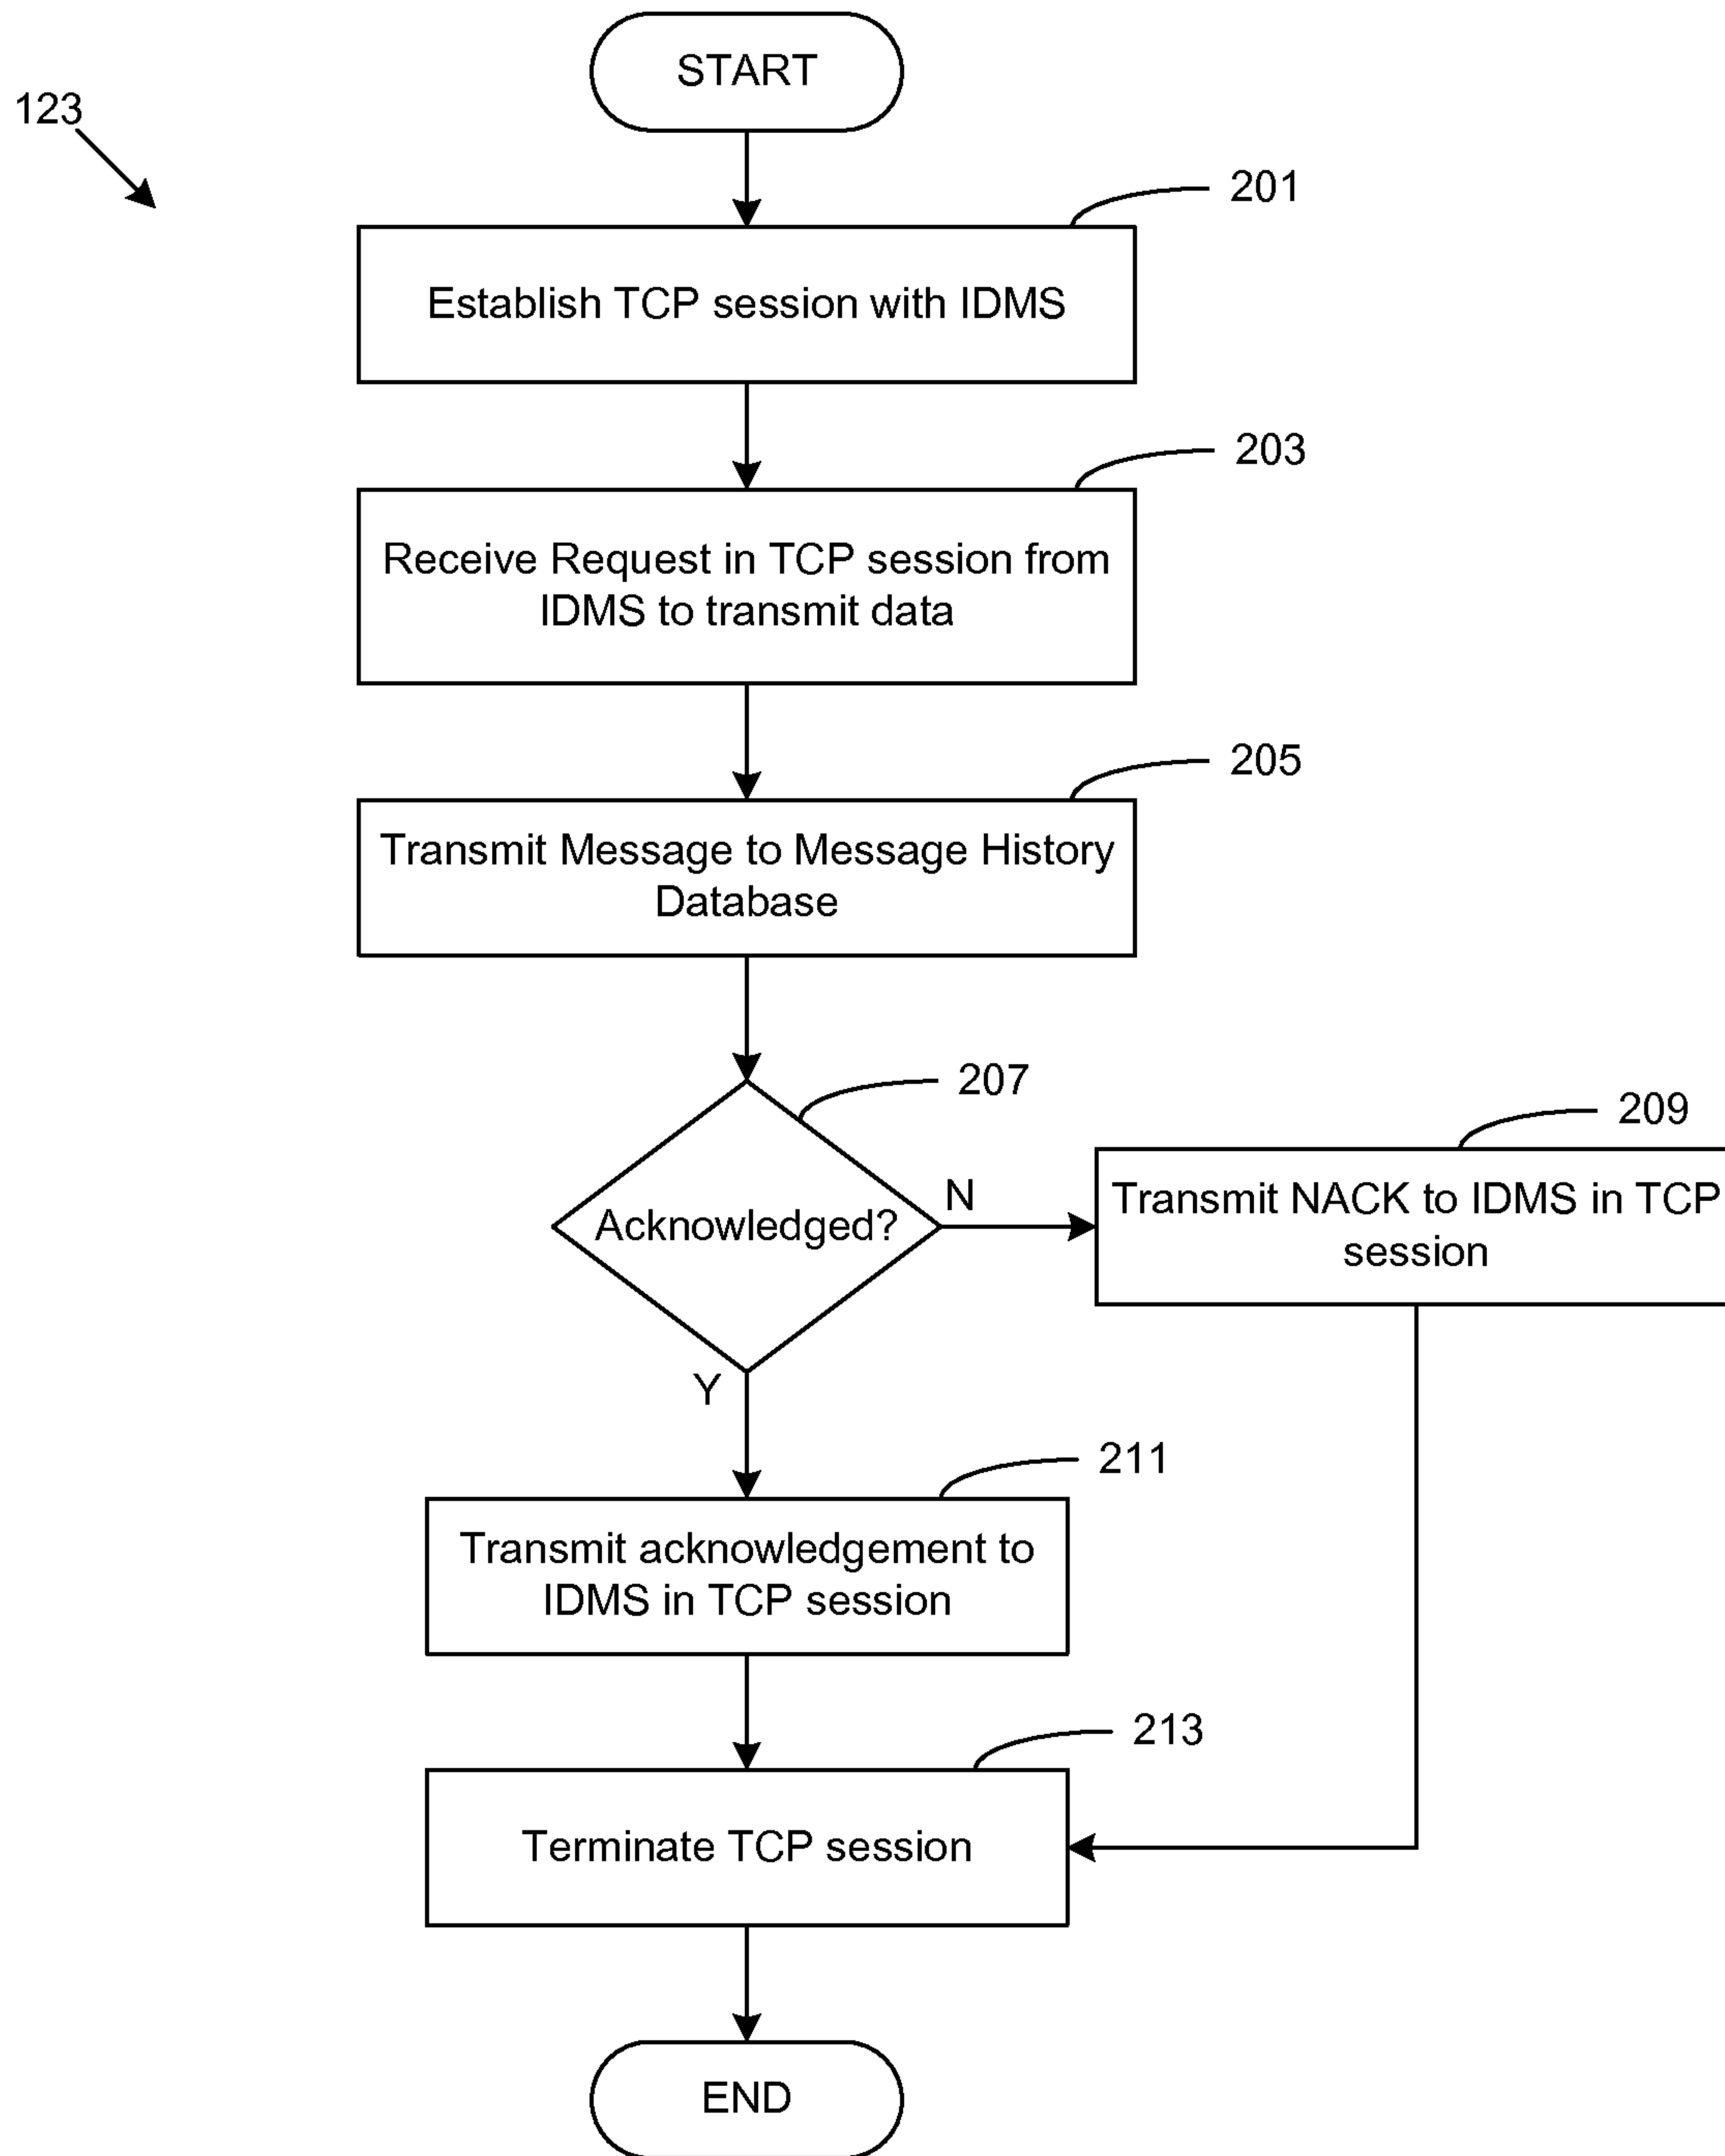 START
123
201
Establish TCP session with IDMS
203
Receive Request in TCP session from
IDMS to transmit data
205
Transmit Message to Message History
Database
207
Acknowledged?
N
209
Transmit NACK to IDMS in TCP
session
Y
211
Transmit acknowledgement to
IDMS in TCP session
213
Terminate TCP session
END